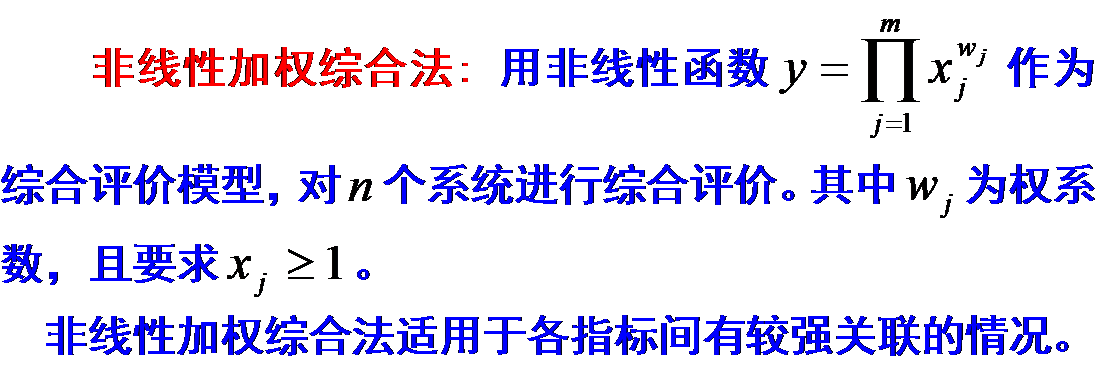 非线性加权综合法：用非线性函数 $y=\prod_{j=1}^{m} x_j^{w_j}$ 作为
综合评价模型，对 $n$ 个系统进行综合评价。其中 $w_j$ 为权系
数，且要求 $x_j \geq 1$。
非线性加权综合法适用于各指标间有较强关联的情况。